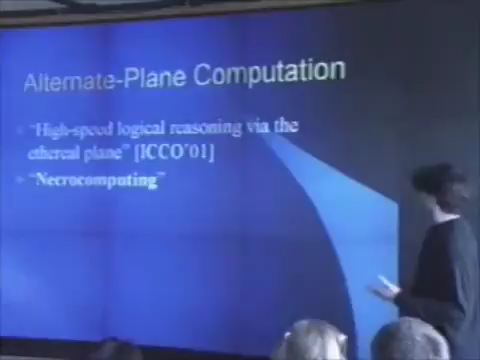 Alternate-Plane Computation
"High-speed logical reasoning via the
ethereal plane" [ICCO'01]
"Necrocomputing"